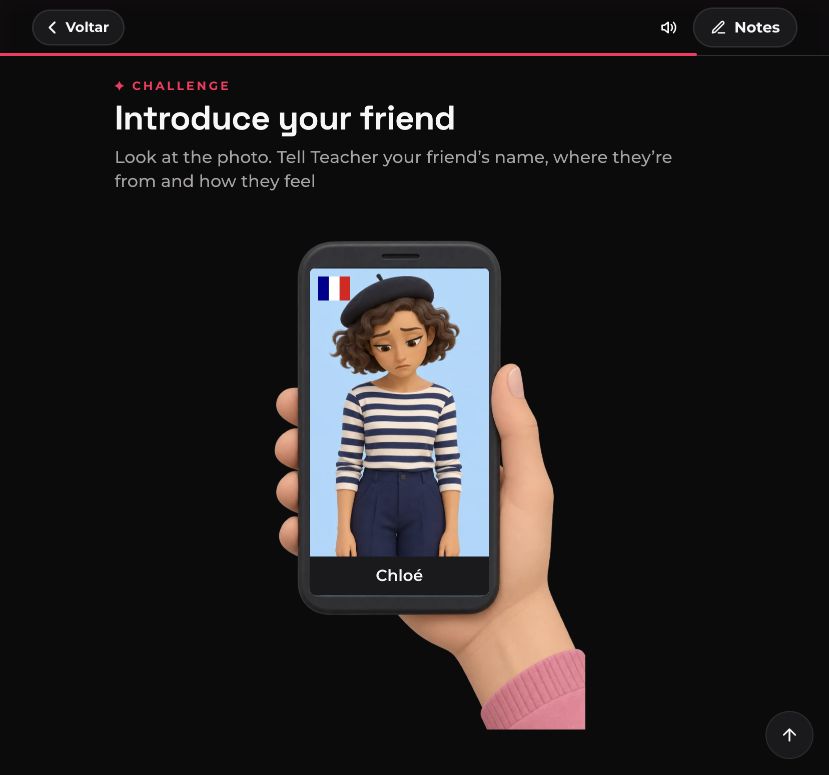 Voltar
Notes
CHALLENGE
Introduce your friend
Look at the photo. Tell Teacher your friend's name, where they're
from and how they feel
Chloé